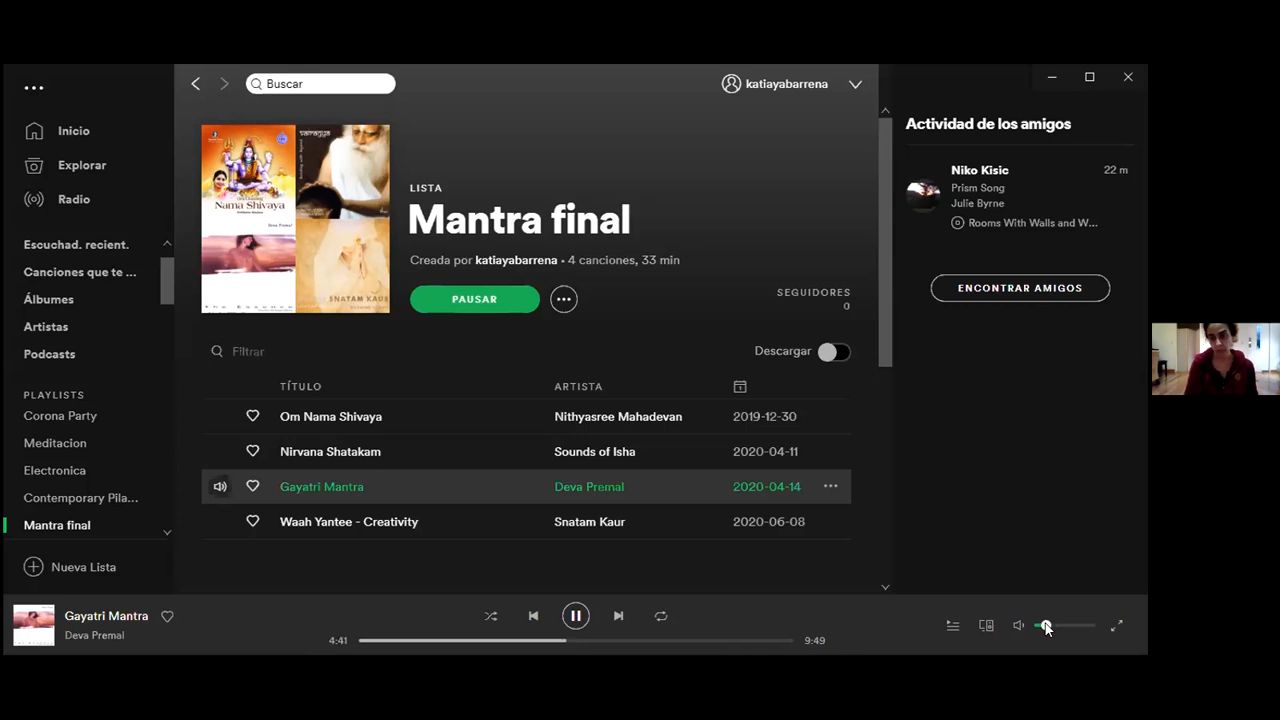 Buscar
katiayabarrena
Inicio
Explorar
Radio
Escuchad. recient.
Canciones que te ...
Álbumes
Artistas
Podcasts
PLAYLISTS
Corona Party
Meditacion
Electronica
Contemporary Pila...
Mantra final
Nueva Lista
Nama Shivaya
SNATAM KAUR
LISTA
Mantra final
Creada por katiayabarrena • 4 canciones, 33 min
PAUSAR
SEGUIDORES
0
Filtrar
Descargar
TÍTULO ARTISTA
Om Nama Shivaya Nithyasree Mahadevan 2019-12-30
Nirvana Shatakam Sounds of Isha 2020-04-11
Gayatri Mantra Deva Premal 2020-04-14
Waah Yantee - Creativity Snatam Kaur 2020-06-08
Actividad de los amigos
Niko Kisic 22 m
Prism Song
Julie Byrne
Rooms With Walls and W...
ENCONTRAR AMIGOS
Gayatri Mantra
Deva Premal
4:41
9:49